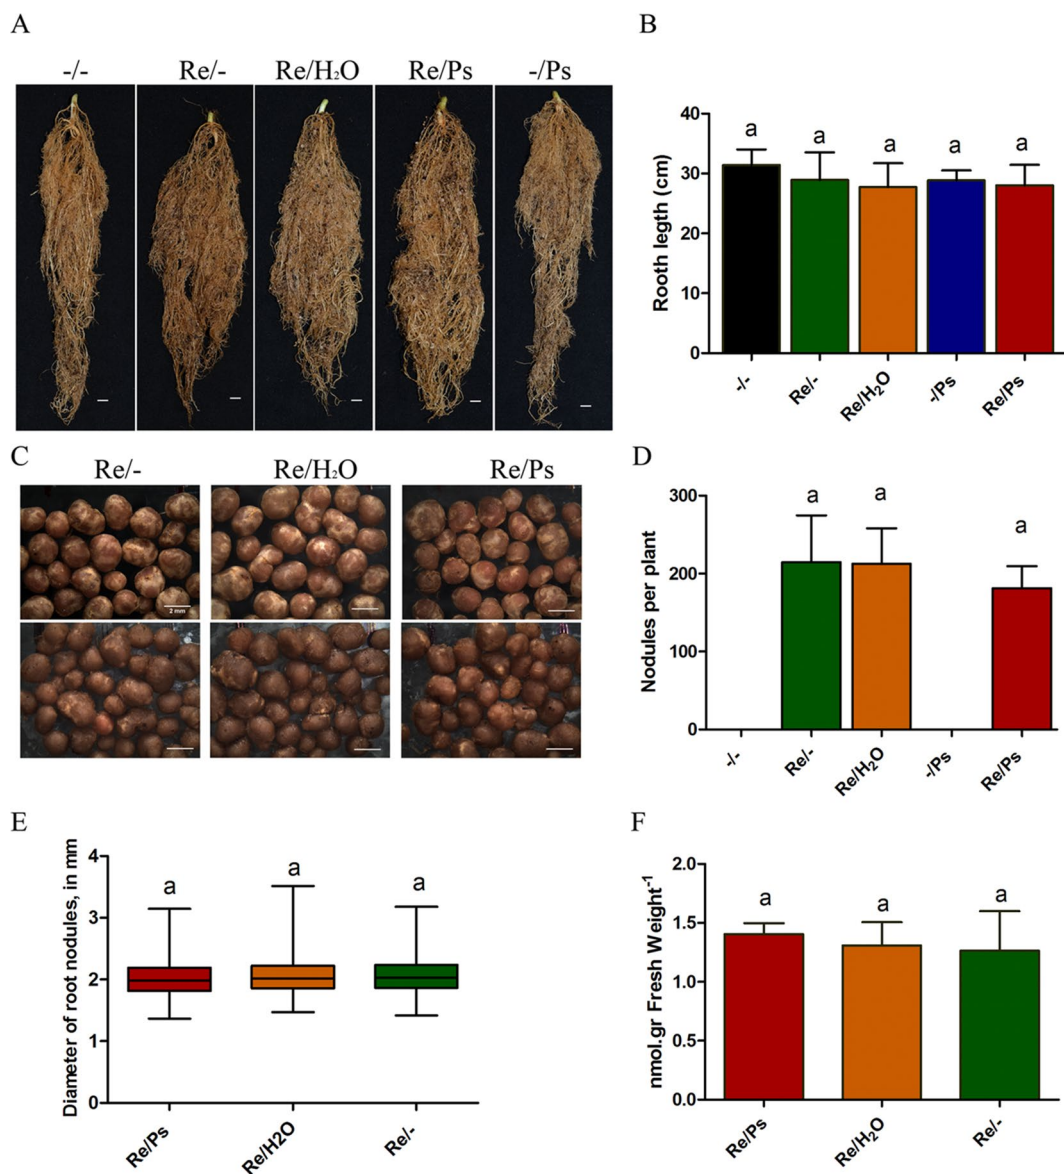 A
-/-
Re/-
Re/H₂O
Re/Ps
-/Ps
B
Rooth legth (cm)
40
30
20
10
0
a
a
a
a
a
-/-
Re/-
Re/H₂O
-/Ps
Re/Ps
C
Re/-
Re/H₂O
Re/Ps
2 mm
D
Nodules per plant
300
200
100
0
a
a
a
-/-
Re/-
Re/H₂O
-/Ps
Re/Ps
E
Diameter of root nodules, in mm
4
3
2
1
0
a
a
a
Re/Ps
Re/H2O
Re/-
F
nmol.gr Fresh Weight⁻¹
2.0
1.5
1.0
0.5
0.0
a
a
a
Re/Ps
Re/H₂O
Re/-